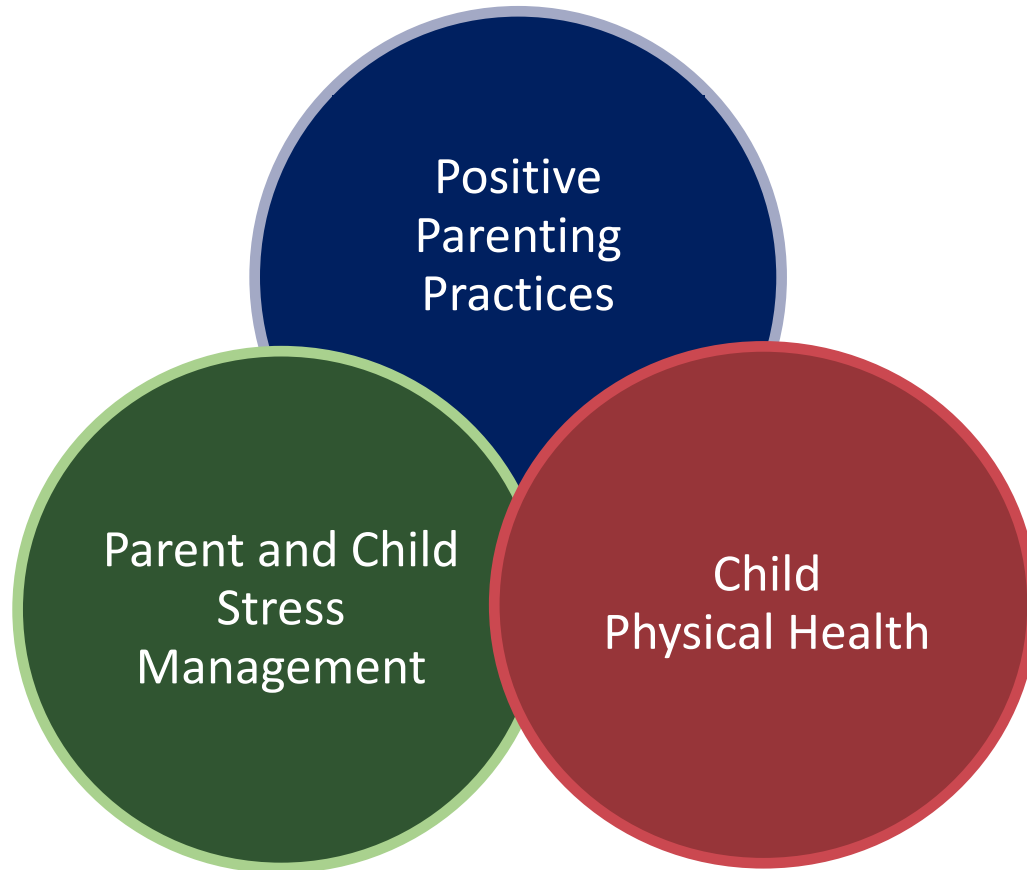 Positive
Parenting
Practices
Parent and Child
Stress
Management
Child
Physical Health